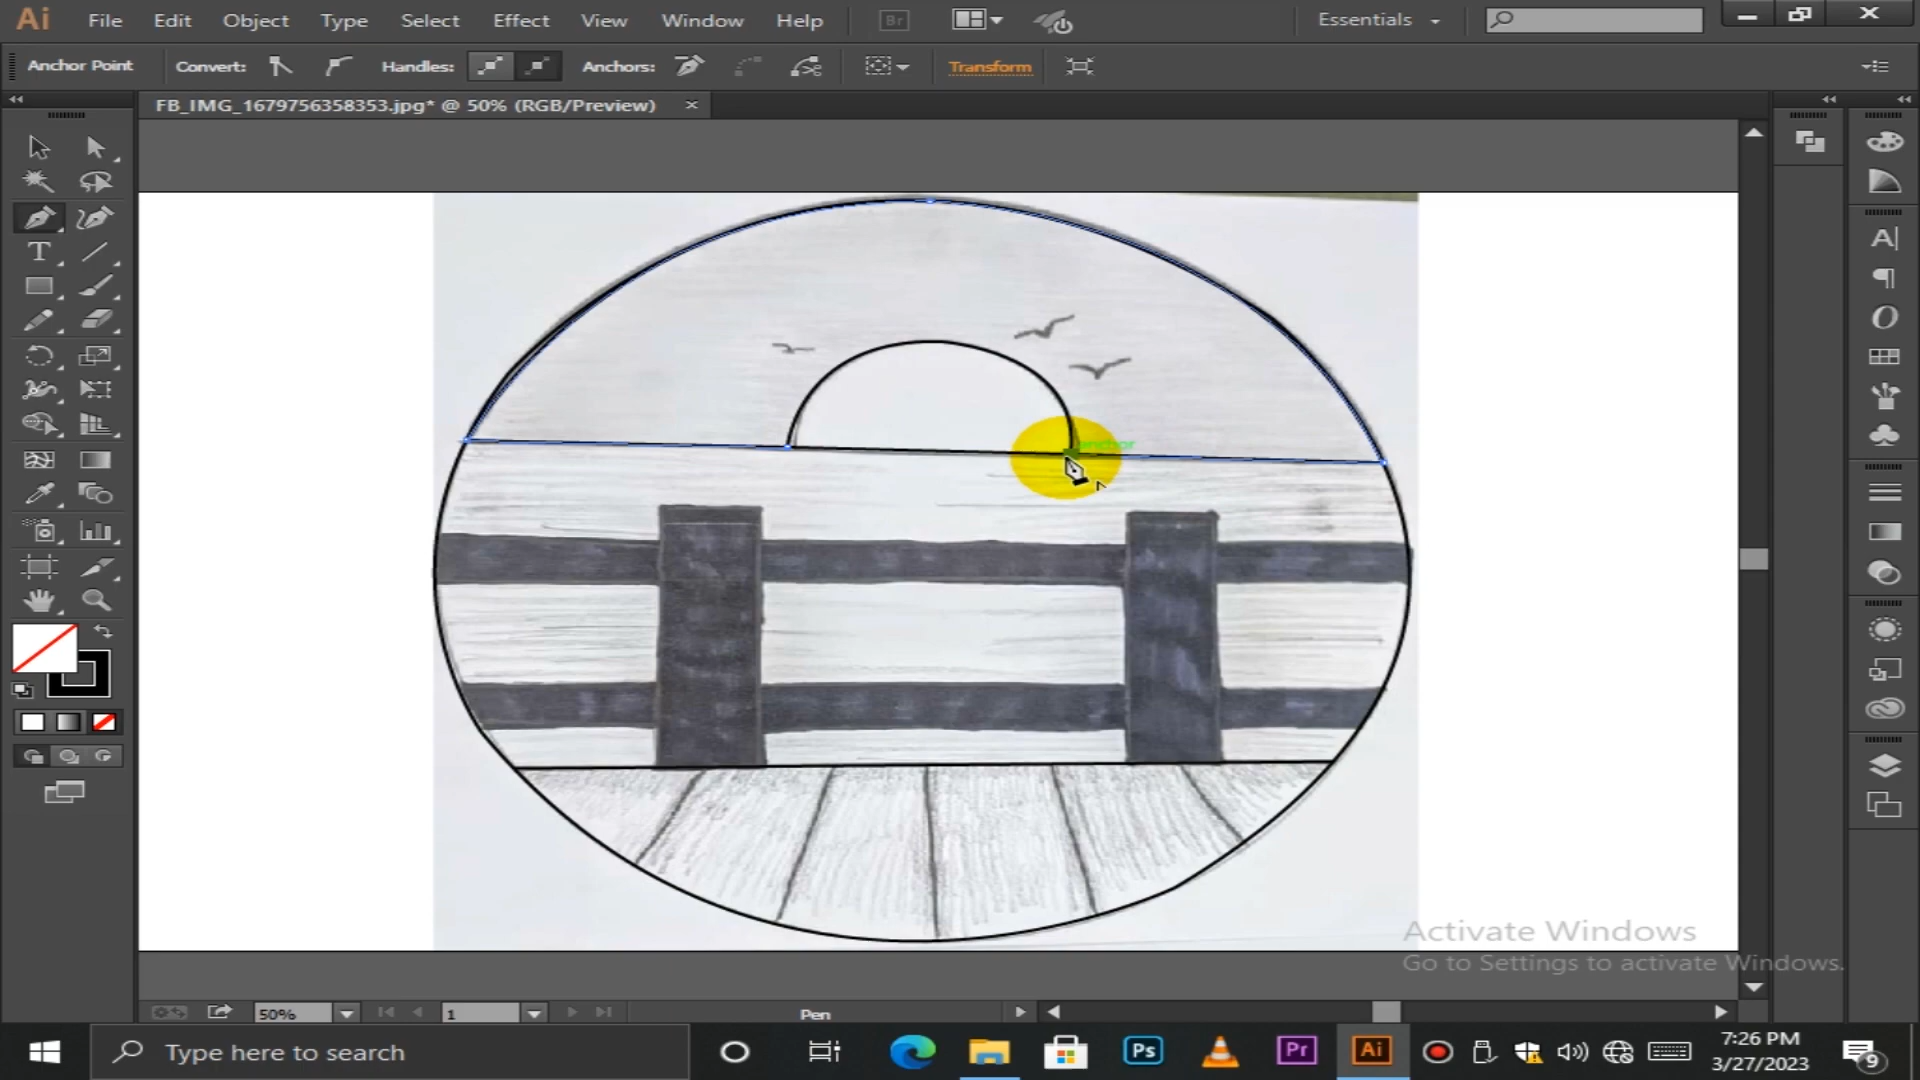 Ai File Edit Object Type Select Effect View Window Help Br Essentials
Anchor Point Convert: Handles: Anchors: Transform
FB_IMG_1679756358353.jpg* @ 50% (RGB/Preview) ×
anchor
Activate Windows
Go to Settings to activate Windows.
50% 1 Pen
Type here to search Ps Pr Ai 7:26 PM
3/27/2023 9